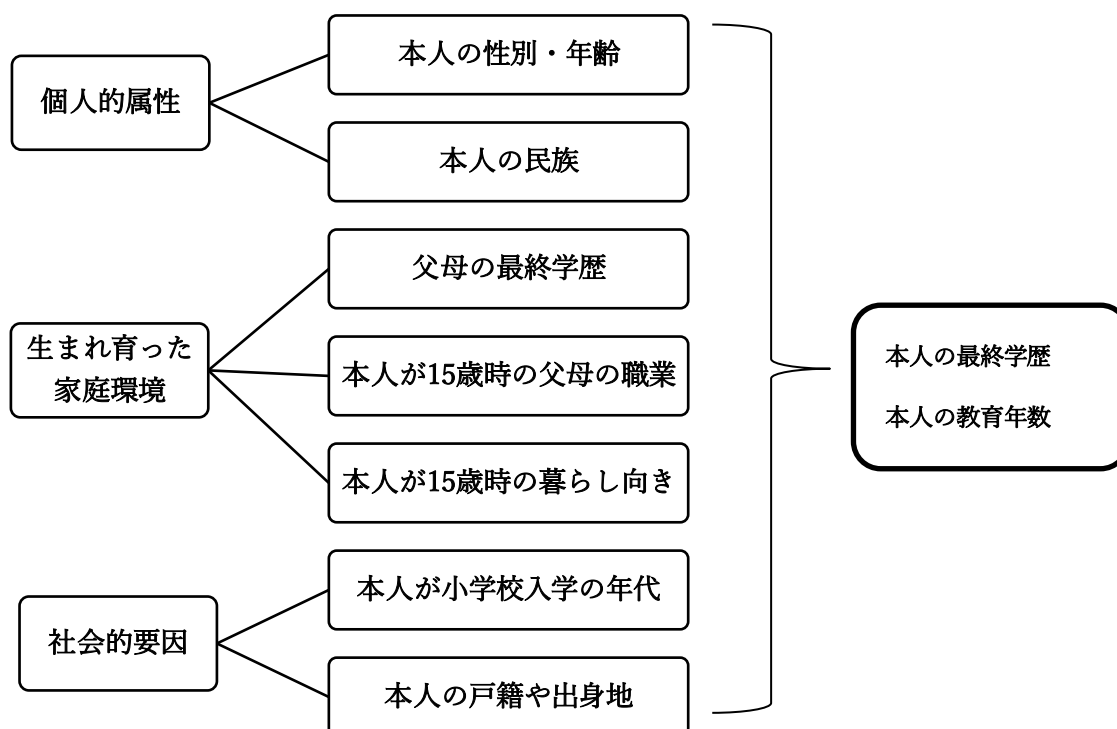 個人的属性
本人の性別・年齢
本人の民族
生まれ育った
家庭環境
父母の最終学歴
本人が15歳時の父母の職業
本人が15歳時の暮らし向き
社会的要因
本人が小学校入学の年代
本人の戸籍や出身地
本人の最終学歴
本人の教育年数